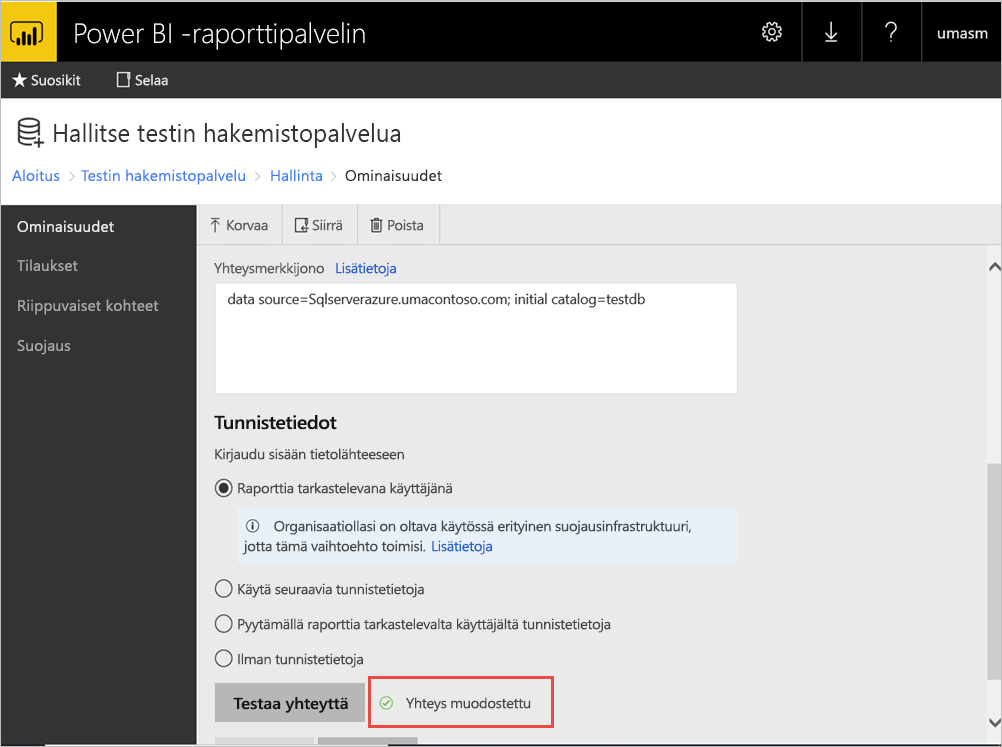 Power BI -raporttipalvelin
?
umasm
Suosikit
Selaa
Hallitse testin hakemistopalvelua
Aloitus > Testin hakemistopalvelu > Hallinta > Ominaisuudet
Ominaisuudet
Tilaukset
Riippuvaiset kohteet
Suojaus
Korvaa
Siirrä
Poista
Yhteysmerkkijono Lisätietoja
data source=Sqlserverazure.umacontoso.com; initial catalog=testdb
Tunnistetiedot
Kirjaudu sisään tietolähteeseen
Raporttia tarkastelevana käyttäjänä
Organisaatiollasi on oltava käytössä erityinen suojausinfrastruktuuri,
jotta tämä vaihtoehto toimisi. Lisätietoja
Käytä seuraavia tunnistetietoja
Pyytämällä raporttia tarkastelevalta käyttäjältä tunnistetietoja
Ilman tunnistetietoja
Testaa yhteyttä
Yhteys muodostettu